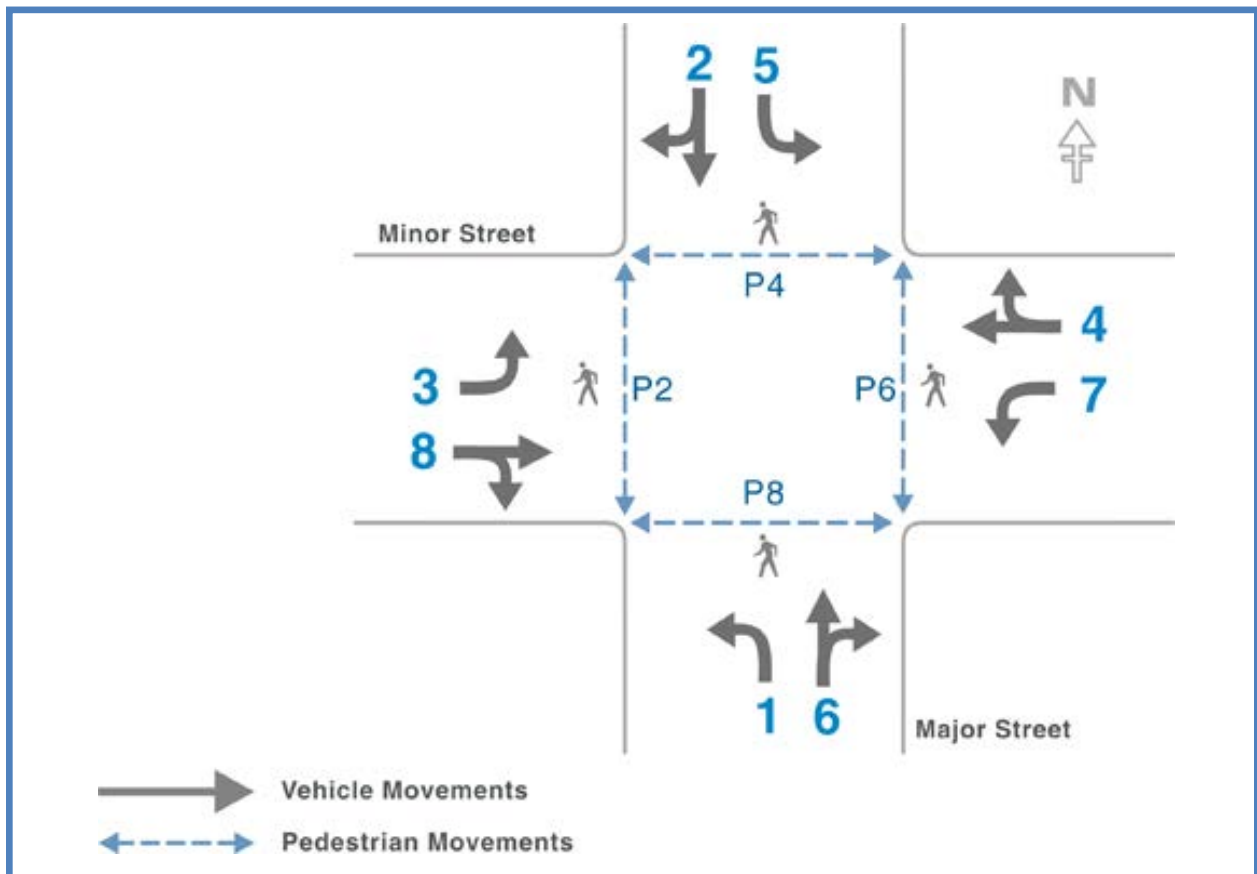 2 5
N
Minor Street
P4
4
3
P2
P6
7
8
P8
1 6
Major Street
Vehicle Movements
Pedestrian Movements